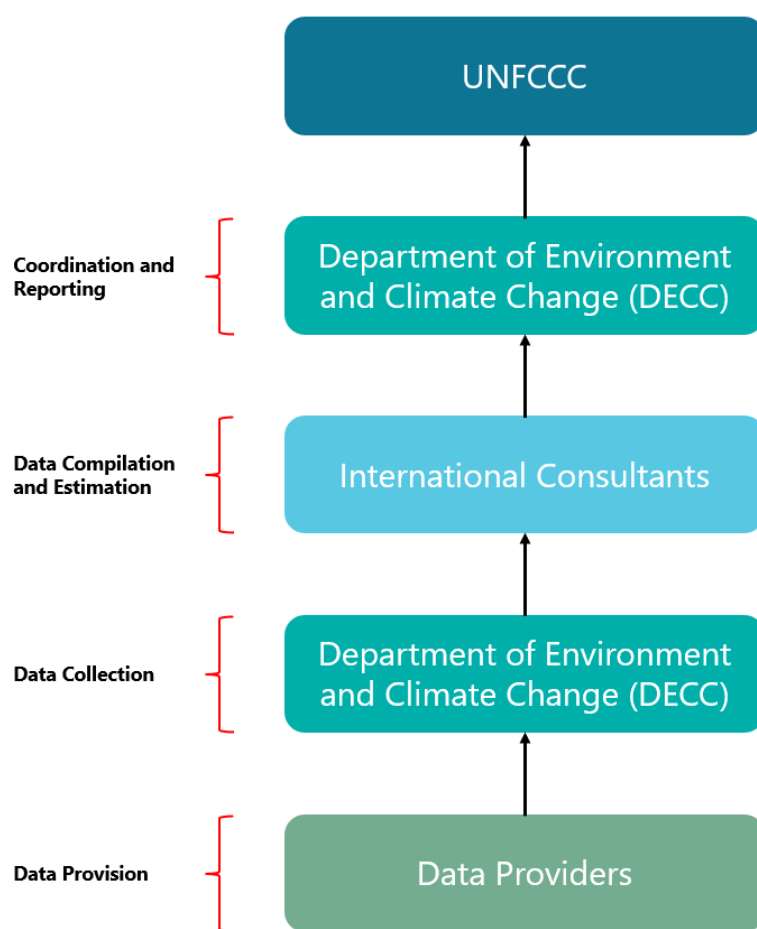 UNFCCC
Coordination and
Reporting
Department of Environment
and Climate Change (DECC)
Data Compilation
and Estimation
International Consultants
Data Collection
Department of Environment
and Climate Change (DECC)
Data Provision
Data Providers